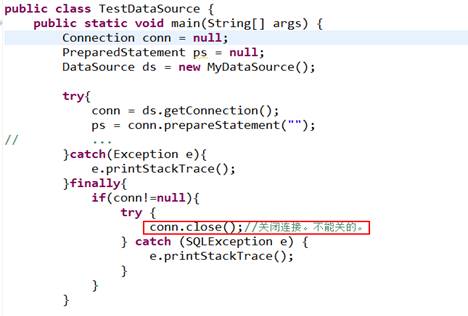 public class TestDataSource {
    public static void main(String[] args) {
        Connection conn = null;
        PreparedStatement ps = null;
        DataSource ds = new MyDataSource();
        try{
            conn = ds.getConnection();
            ps = conn.prepareStatement("");
//          ...
        }catch(Exception e){
            e.printStackTrace();
        }finally{
            if(conn!=null){
                try {
                    conn.close();//关闭连接。不能关的。
                } catch (SQLException e) {
                    e.printStackTrace();
                }
            }
        }